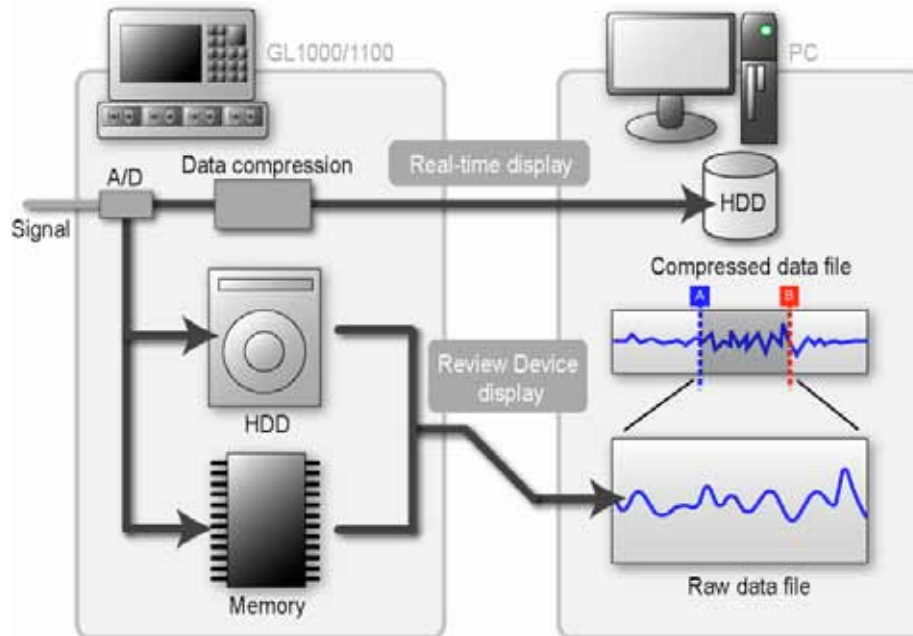 GL1000/1100
PC
Data compression
Real-time display
A/D
HDD
Signal
Compressed data file
A
B
Review Device
display
HDD
Memory
Raw data file